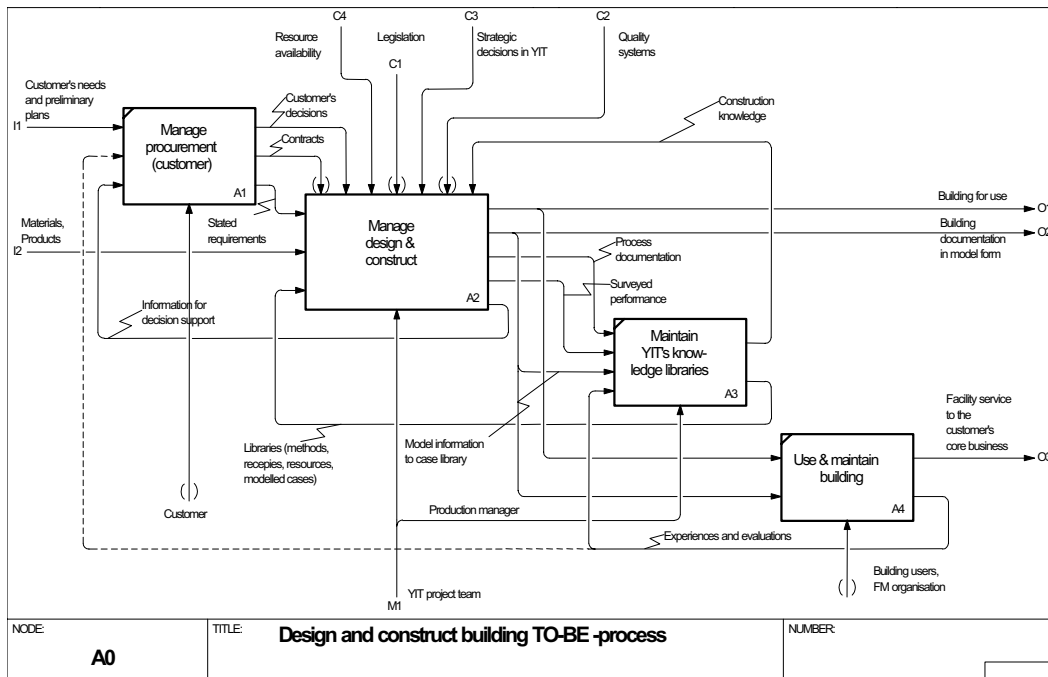 C4
C3
C2
Resource
availability
Legislation
C1
Strategic
decisions in YIT
Quality
systems
Customer's needs
and preliminary
plans
I1
Manage
procurement
(customer)
A1
Customer's
decisions
Contracts
Construction
knowledge
Stated
requirements
Materials,
Products
I2
Manage
design &
construct
A2
Building for use
O1
Building
documentation
in model form
O2
Process
documentation
Surveyed
performance
Information for
decision support
Maintain
YIT's know-
ledge libraries
A3
Libraries (methods,
recepies, resources,
modelled cases)
Model information
to case library
Facility service
to the
customer's
core business
O3
Use & maintain
building
A4
Customer
Production manager
Experiences and evaluations
Building users,
FM organisation
YIT project team
M1
NODE:
A0
TITLE:
Design and construct building TO-BE -process
NUMBER: